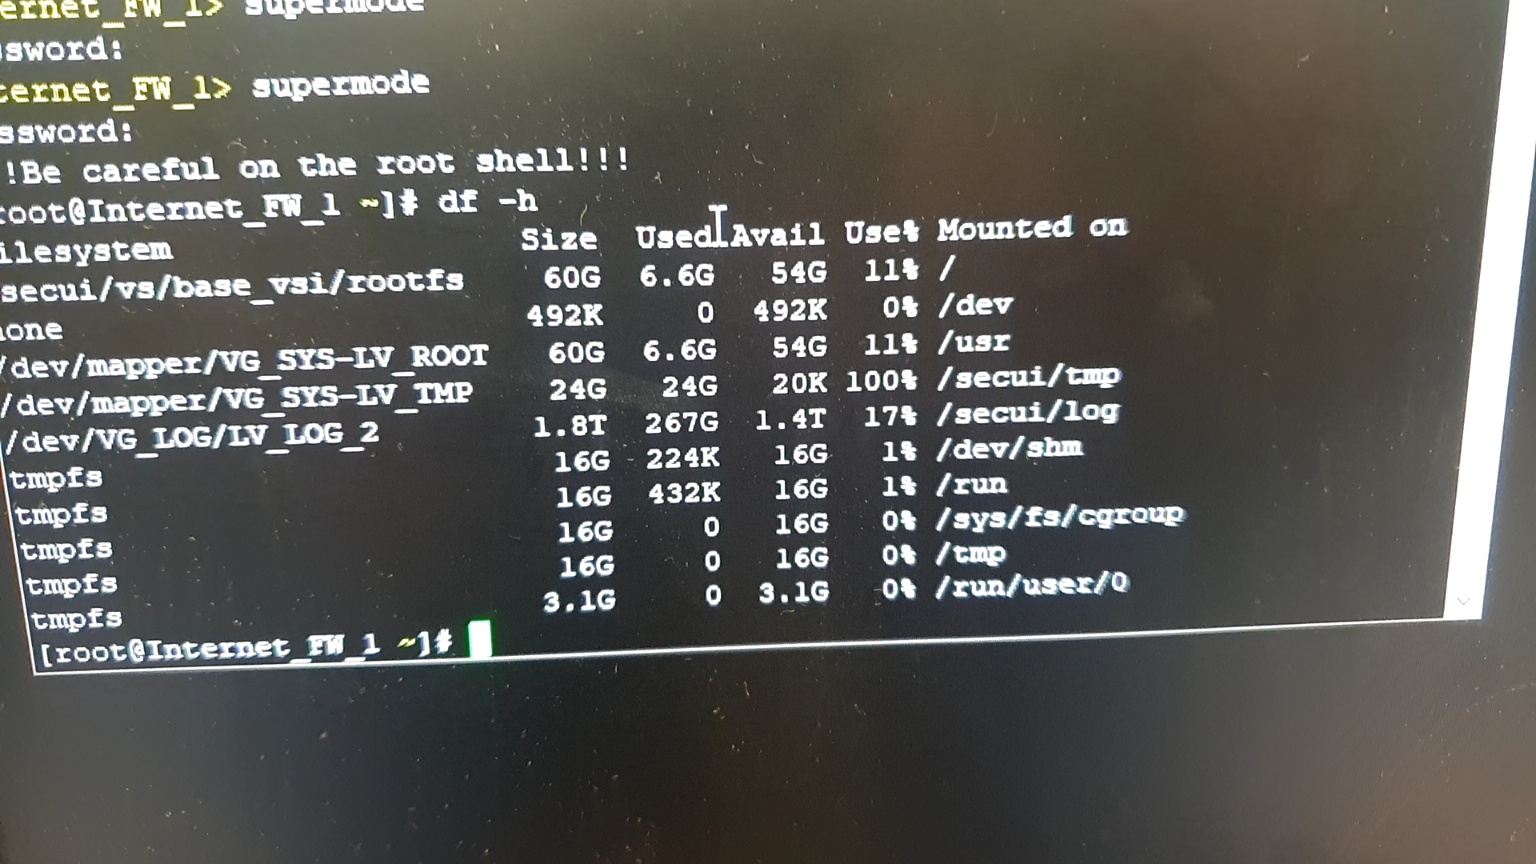 ernet_FW_1> supermode
ssword:
ternet_FW_1> supermode
ssword:
!Be careful on the root shell!!!
root@Internet_FW_1 ~]# df -h
ilesystem Size Used Avail Use% Mounted on
secui/vs/base_vsi/rootfs 60G 6.6G 54G 11% /
none 492K 0 492K 0% /dev
/dev/mapper/VG_SYS-LV_ROOT 60G 6.6G 54G 11% /usr
/dev/mapper/VG_SYS-LV_TMP 24G 24G 20K 100% /secui/tmp
/dev/VG_LOG/LV_LOG_2 1.8T 267G 1.4T 17% /secui/log
tmpfs 16G 224K 16G 1% /dev/shm
tmpfs 16G 432K 16G 1% /run
tmpfs 16G 0 16G 0% /sys/fs/cgroup
tmpfs 16G 0 16G 0% /tmp
tmpfs 3.1G 0 3.1G 0% /run/user/0
[root@Internet_FW_1 ~]#